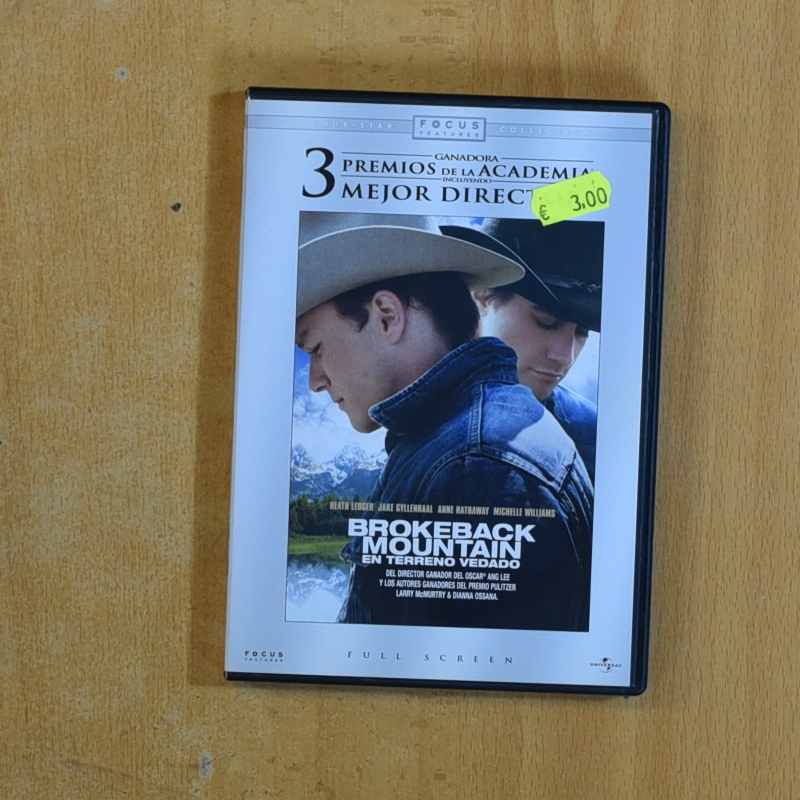 FOUR-STAR FOCUS FEATURES COLLECTION
GANADORA
3 PREMIOS DE LA ACADEMIA
INCLUYENDO
MEJOR DIRECT
€ 3,00
HEATH LEDGER JAKE GYLLENHAAL ANNE HATHAWAY MICHELLE WILLIAMS
BROKEBACK
MOUNTAIN
EN TERRENO VEDADO
DEL DIRECTOR GANADOR DEL OSCAR® ANG LEE
Y LOS AUTORES GANADORES DEL PREMIO PULITZER
LARRY McMURTRY & DIANNA OSSANA.
FOCUS
FEATURES
FULL SCREEN
UNIVERSAL